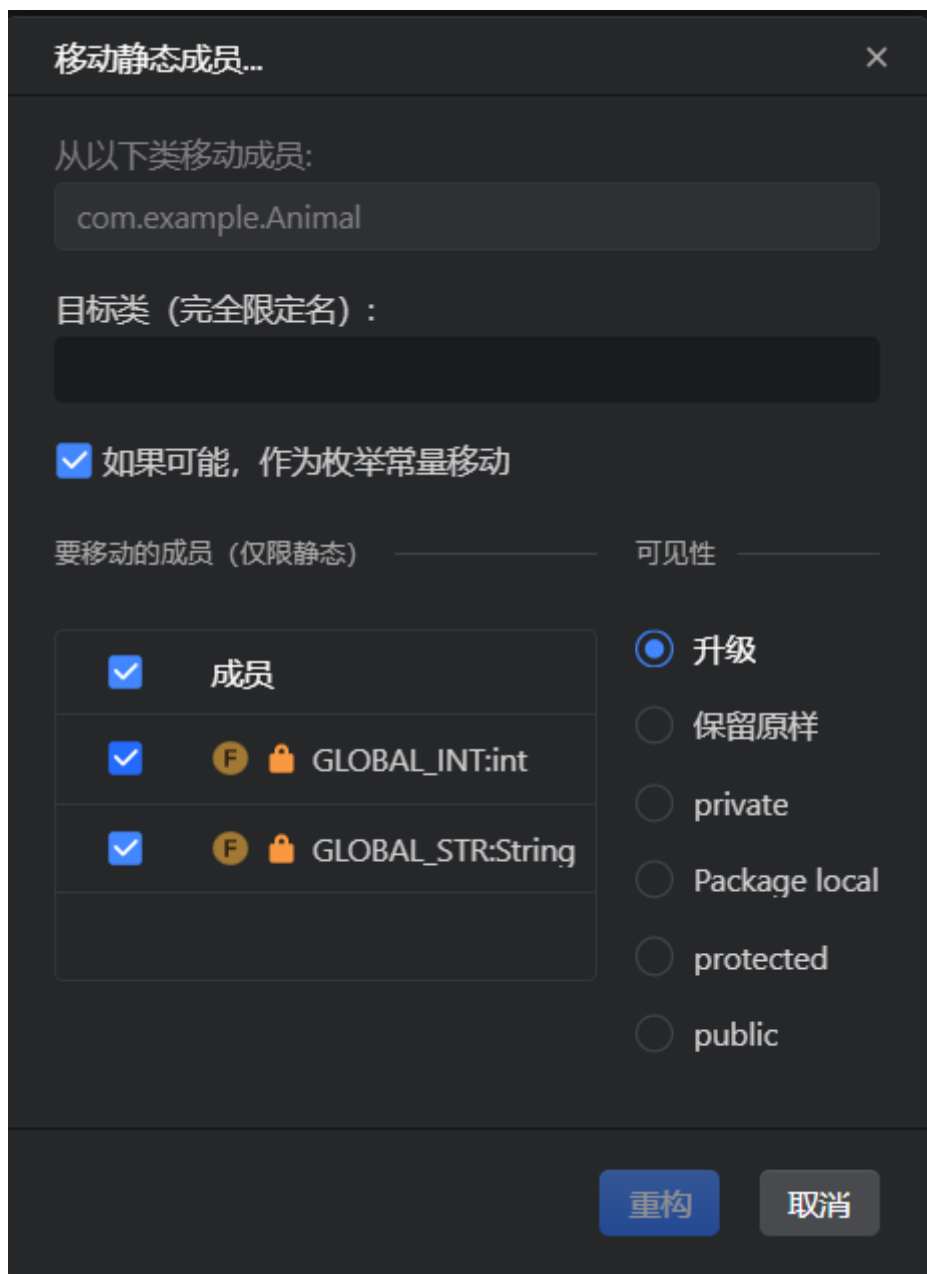 移动静态成员...
从以下类移动成员:
com.example.Animal
目标类（完全限定名）:
如果可能，作为枚举常量移动
要移动的成员（仅限静态）
可见性
成员
F GLOBAL_INT:int
F GLOBAL_STR:String
升级
保留原样
private
Package local
protected
public
重构
取消